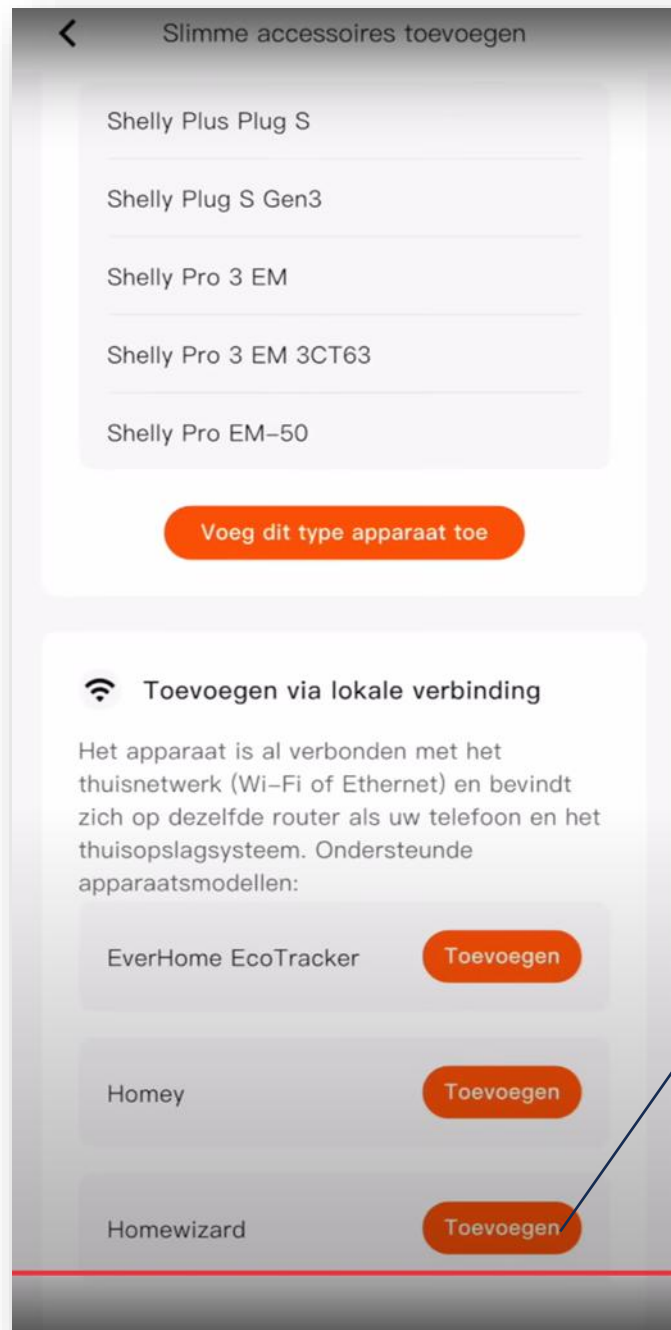 Slimme accessoires toevoegen
Shelly Plus Plug S
Shelly Plug S Gen3
Shelly Pro 3 EM
Shelly Pro 3 EM 3CT63
Shelly Pro EM-50
Voeg dit type apparaat toe
Toevoegen via lokale verbinding
Het apparaat is al verbonden met het
thuisnetwerk (Wi-Fi of Ethernet) en bevindt
zich op dezelfde router als uw telefoon en het
thuisopslagsysteem. Ondersteunde
apparaatsmodellen:
EverHome EcoTracker Toevoegen
Homey Toevoegen
Homewizard Toevoegen